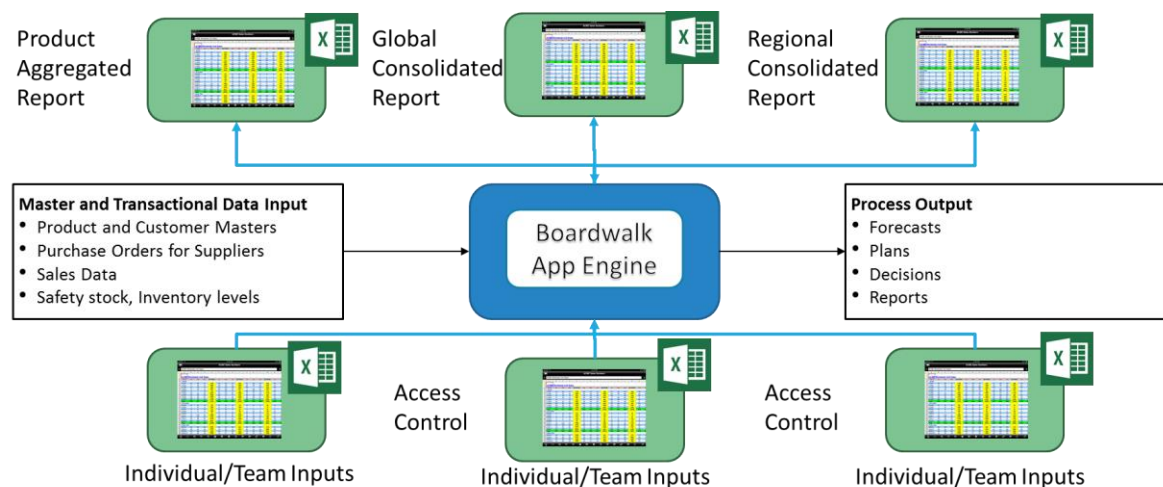 Product
Aggregated
Report
X
Global
Consolidated
Report
X
Regional
Consolidated
Report
X
Master and Transactional Data Input
• Product and Customer Masters
• Purchase Orders for Suppliers
• Sales Data
• Safety stock, Inventory levels
Boardwalk
App Engine
Process Output
• Forecasts
• Plans
• Decisions
• Reports
X
Access
Control
X
Access
Control
X
Individual/Team Inputs
Individual/Team Inputs
Individual/Team Inputs